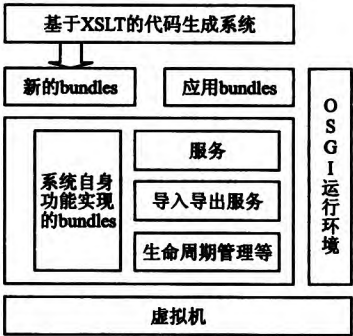 基于XSLT的代码生成系统
新的bundles
应用bundles
O
S
G
I
运
行
环
境
系统自身
功能实现
的bundles
服务
导入导出服务
生命周期管理等
虚拟机